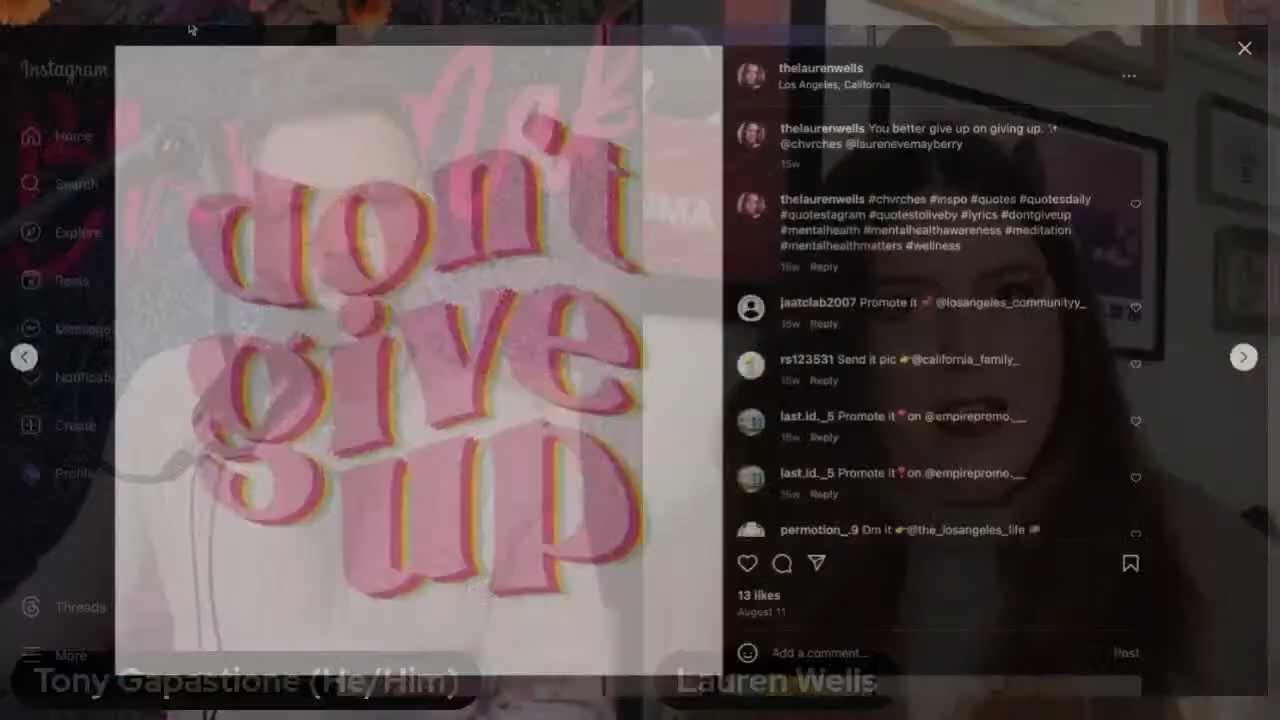 Instagram
Home
Search
Explore
Reels
Message
Notificati
Create
Profile
Threads
More
don't
give
up
thelaurenwells
Los Angeles, California
thelaurenwells You better give up on giving up.
@chvrches @laurenevemayberry
15w
thelaurenwells #chvrches #inspo #quotes #quotesdaily
#quotestagram #quotestoliveby #lyrics #dontgiveup
#mentalhealth #mentalhealthawareness #meditation
#mentalhealthmatters #wellness
15w Reply
jaatclab2007 Promote it @losangeles_communityy_
15w Reply
rs123531 Send it pic @california_family_
15w Reply
last.id._5 Promote it on @empirepromo.__
15w Reply
last.id._5 Promote it on @empirepromo.__
15w Reply
permotion_.9 Dm it @the_losangeles_life
13 likes
August 11
Add a comment...
Post
Tony Gapastione (He/Him)
Lauren Wells